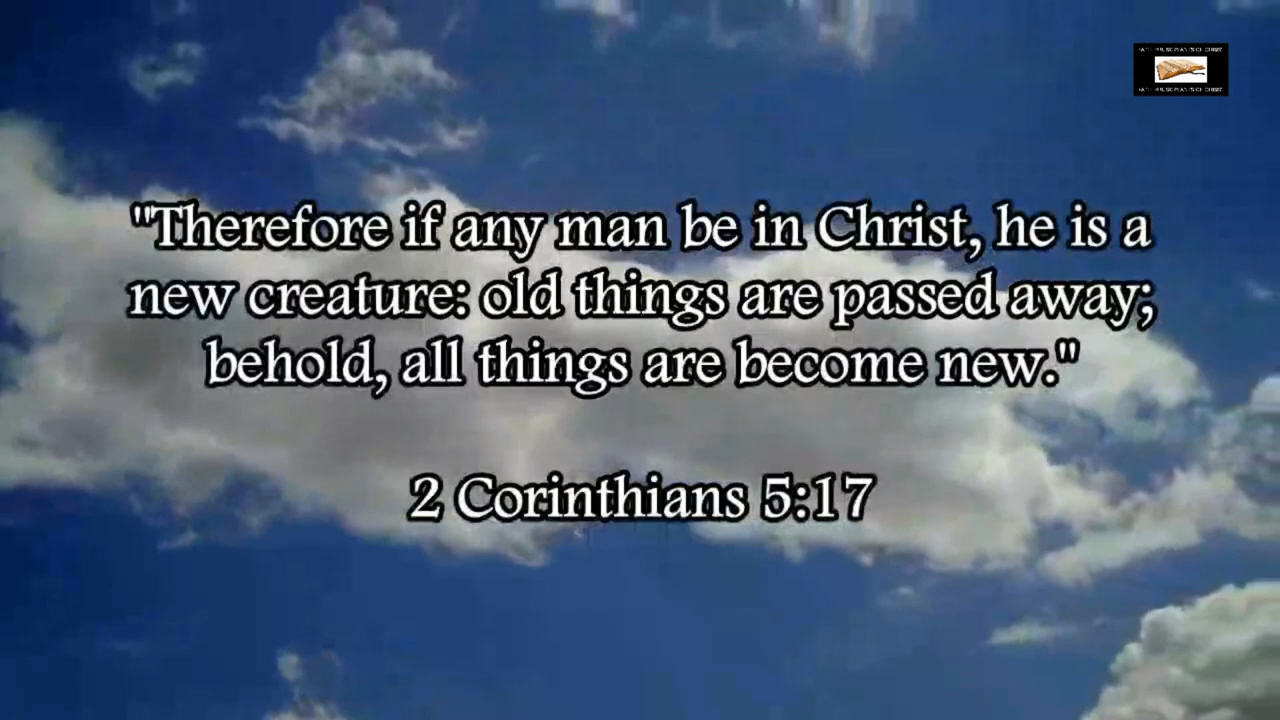 "Therefore if any man be in Christ, he is a
new creature: old things are passed away;
behold, all things are become new."
2 Corinthians 5:17